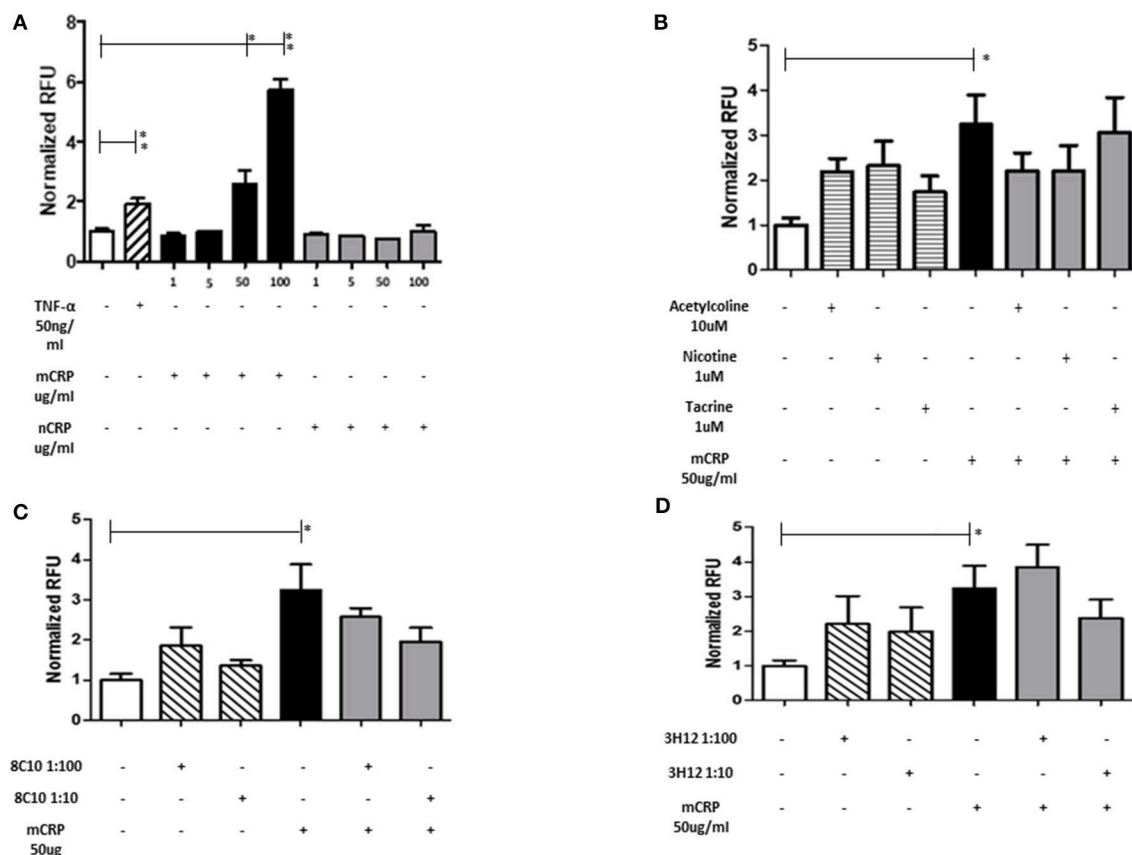 A
Normalized RFU
8
6
4
2
0
* * *
* *
1 5 50 100 1 5 50 100
TNF-α - + - - - - - - - -
50ng/
ml
mCRP - - + + + + - - - -
ug/ml
nCRP - - - - - - + + + +
ug/ml
B
Normalized RFU
5
4
3
2
1
0
*
Acetylcoline - + - - - + - -
10uM
Nicotine - - + - - - + -
1uM
Tacrine - - - + - - - +
1uM
mCRP - - - - + + + +
50ug/ml
C
Normalized RFU
5
4
3
2
1
0
*
8C10 1:100 - + - - + -
8C10 1:10 - - + - - +
mCRP - - - + + +
50ug
D
Normalized RFU
5
4
3
2
1
0
*
3H12 1:100 - + - - + -
3H12 1:10 - - + - - +
mCRP - - - + + +
50ug/ml